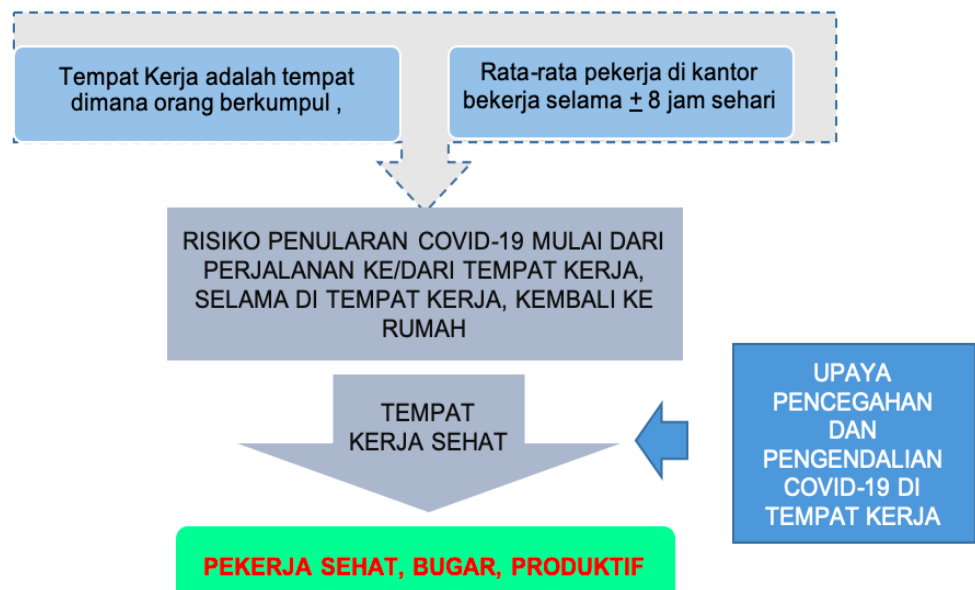 Tempat Kerja adalah tempat
dimana orang berkumpul ,
Rata-rata pekerja di kantor
bekerja selama ± 8 jam sehari
RISIKO PENULARAN COVID-19 MULAI DARI
PERJALANAN KE/DARI TEMPAT KERJA,
SELAMA DI TEMPAT KERJA, KEMBALI KE
RUMAH
TEMPAT
KERJA SEHAT
UPAYA
PENCEGAHAN
DAN
PENGENDALIAN
COVID-19 DI
TEMPAT KERJA
PEKERJA SEHAT, BUGAR, PRODUKTIF